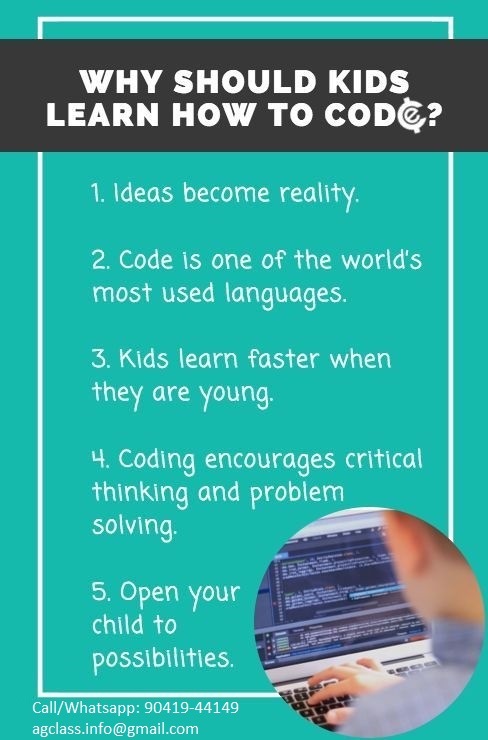 WHY SHOULD KIDS
LEARN HOW TO CODe?
1. Ideas become reality.
2. Code is one of the world's
most used languages.
3. Kids learn faster when
they are young.
4. Coding encourages critical
thinking and problem
solving.
5. Open your
child to
possibilities.
Call/Whatsapp: 90419-44149
agclass.info@gmail.com